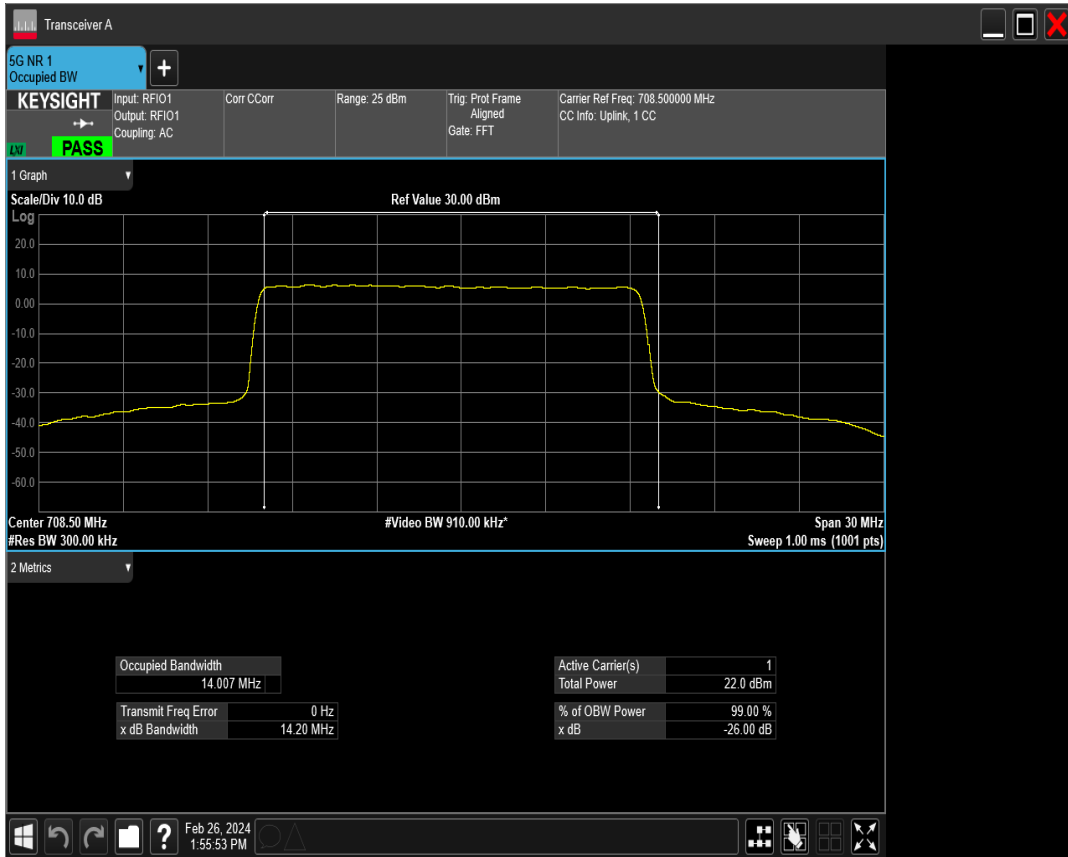 Transceiver A
5G NR 1
Occupied BW
+
KEYSIGHT
LXI
PASS
Input: RFIO1
Output: RFIO1
Coupling: AC
Corr CCorr
Range: 25 dBm
Trig: Prot Frame
Aligned
Gate: FFT
Carrier Ref Freq: 708.500000 MHz
CC Info: Uplink, 1 CC
1 Graph
Scale/Div 10.0 dB
Ref Value 30.00 dBm
Log
20.0
10.0
0.00
-10.0
-20.0
-30.0
-40.0
-50.0
-60.0
Center 708.50 MHz
#Video BW 910.00 kHz*
Span 30 MHz
#Res BW 300.00 kHz
Sweep 1.00 ms (1001 pts)
2 Metrics
Occupied Bandwidth
14.007 MHz
Transmit Freq Error 0 Hz
x dB Bandwidth 14.20 MHz
Active Carrier(s) 1
Total Power 22.0 dBm
% of OBW Power 99.00 %
x dB -26.00 dB
?
Feb 26, 2024
1:55:53 PM